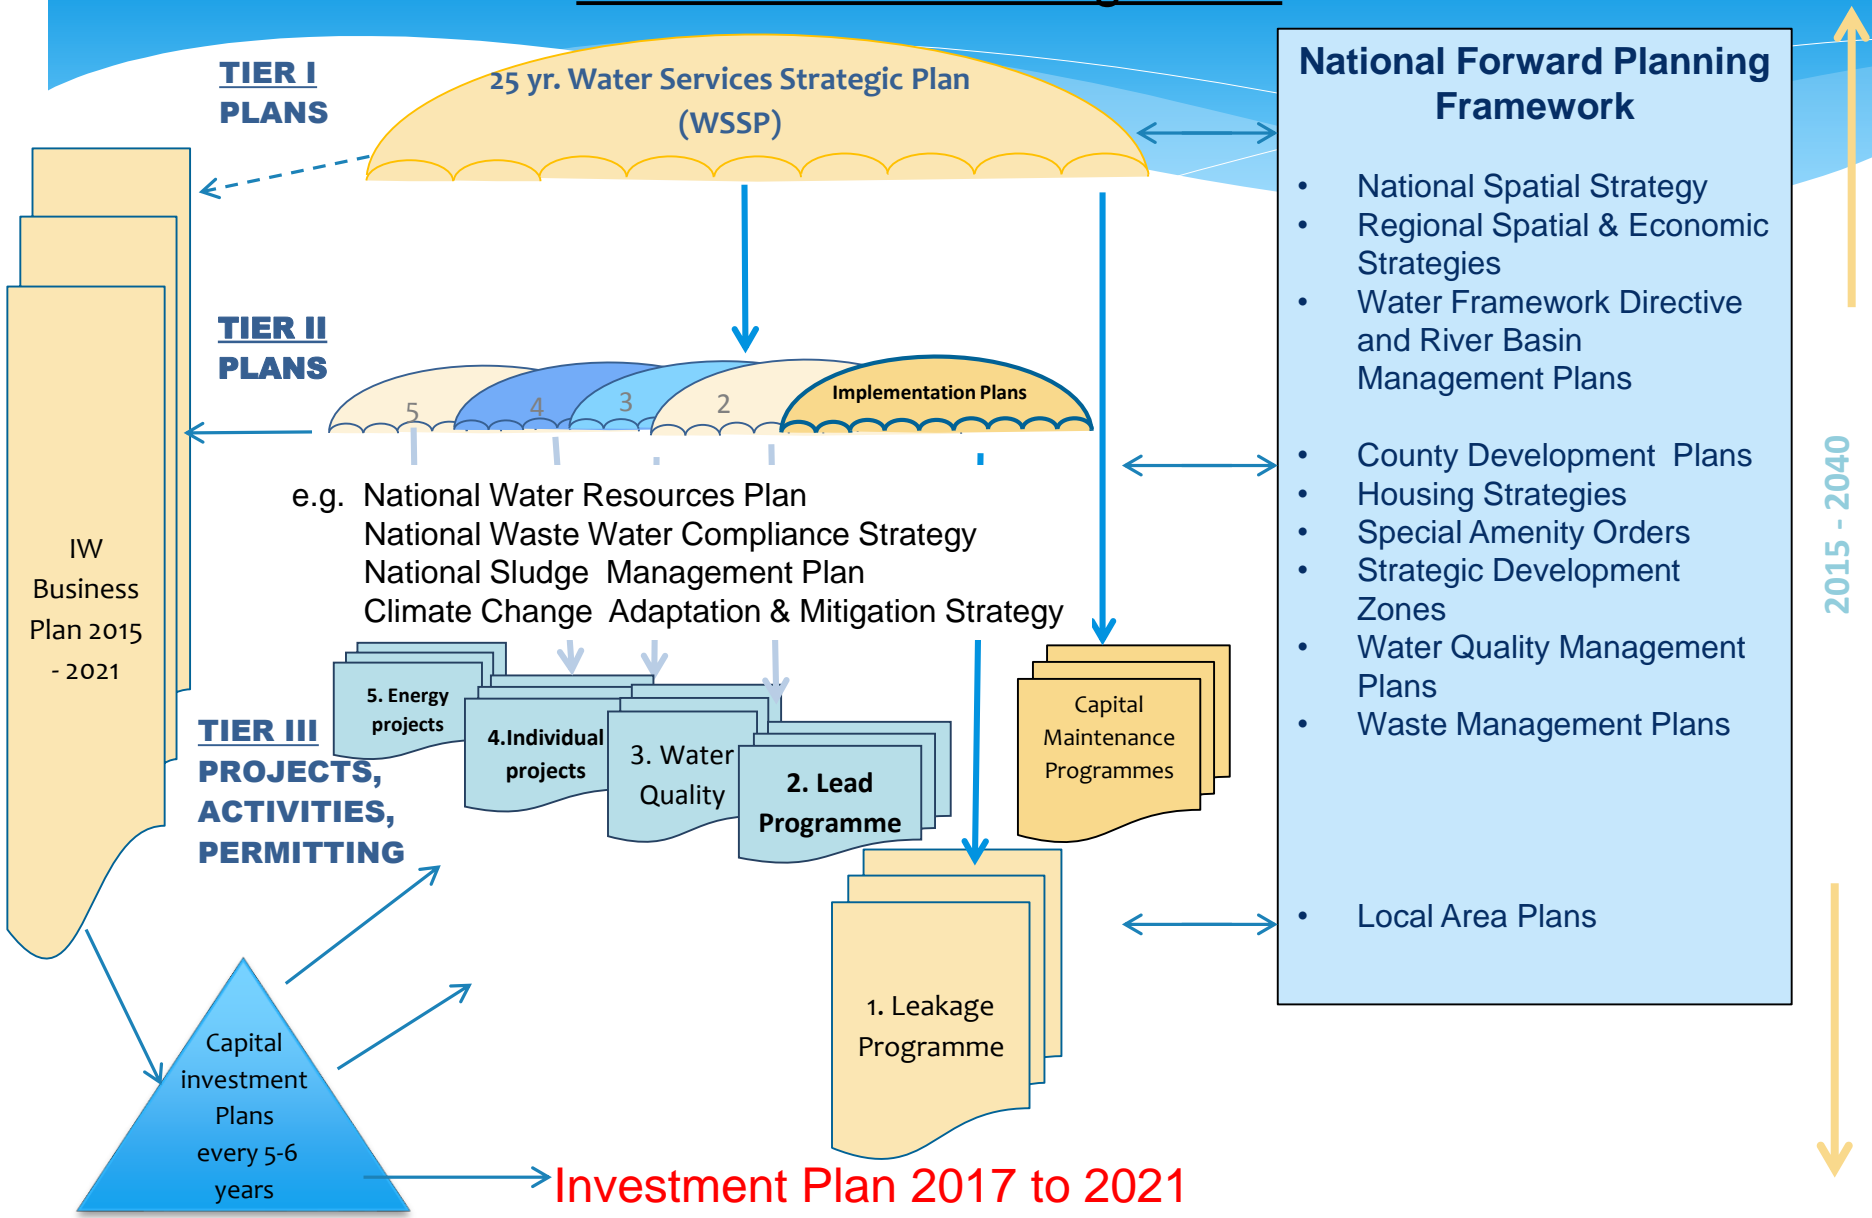 TIER I
PLANS
25 yr. Water Services Strategic Plan
(WSSP)
National Forward Planning
Framework
• National Spatial Strategy
• Regional Spatial & Economic
Strategies
• Water Framework Directive
and River Basin
Management Plans
• County Development Plans
• Housing Strategies
• Special Amenity Orders
• Strategic Development
Zones
• Water Quality Management
Plans
• Waste Management Plans
• Local Area Plans
2015 - 2040
TIER II
PLANS
5
4
3
2
Implementation Plans
e.g. National Water Resources Plan
National Waste Water Compliance Strategy
National Sludge Management Plan
Climate Change Adaptation & Mitigation Strategy
IW
Business
Plan 2015
- 2021
TIER III
PROJECTS,
ACTIVITIES,
PERMITTING
5. Energy
projects
4.Individual
projects
3. Water
Quality
2. Lead
Programme
Capital
Maintenance
Programmes
1. Leakage
Programme
Capital
investment
Plans
every 5-6
years
Investment Plan 2017 to 2021